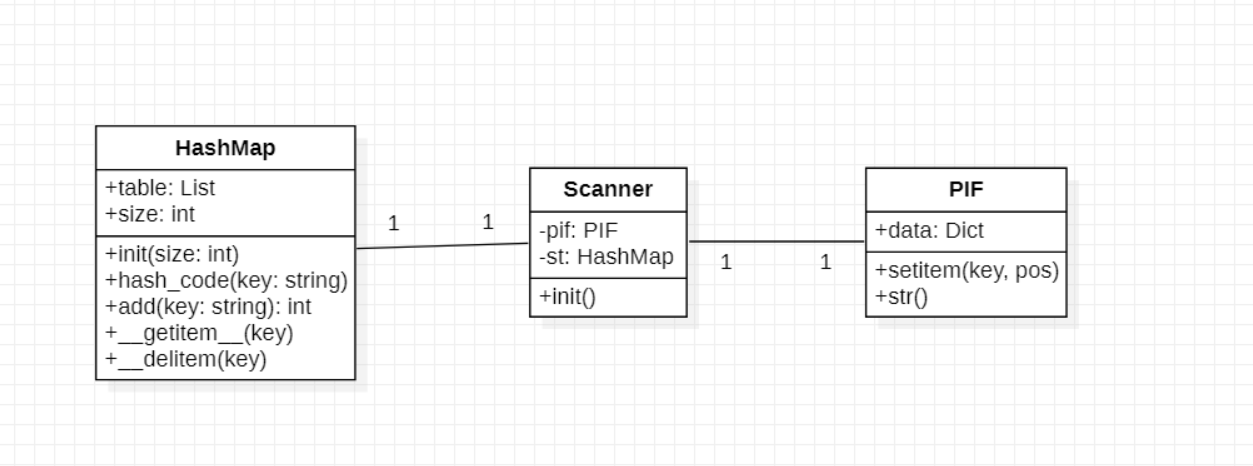 HashMap
+table: List
+size: int
+init(size: int)
+hash_code(key: string)
+add(key: string): int
+__getitem__(key)
+__delitem(key)
1
1
Scanner
-pif: PIF
-st: HashMap
+init()
1
1
PIF
+data: Dict
+setitem(key, pos)
+str()